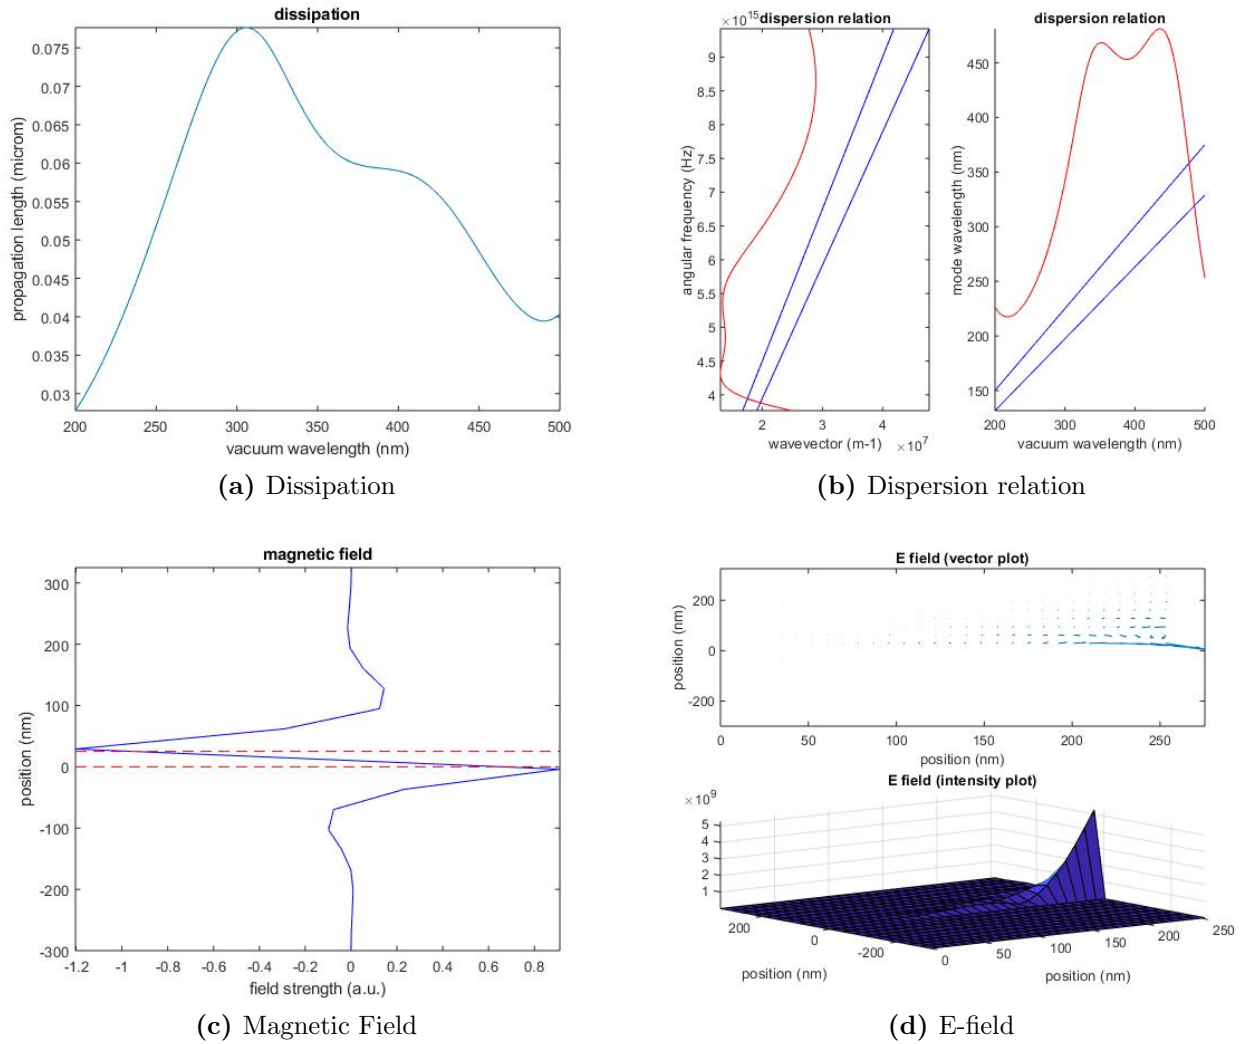 dissipation
propagation length (microm)
0.075
0.07
0.065
0.06
0.055
0.05
0.045
0.04
0.035
0.03
200 250 300 350 400 450 500
vacuum wavelength (nm)
(a) Dissipation
×10^15 dispersion relation
angular frequency (Hz)
9
8.5
8
7.5
7
6.5
6
5.5
5
4.5
4
2 3 4
wavevector (m-1) ×10^7
dispersion relation
mode wavelength (nm)
450
400
350
300
250
200
150
200 300 400 500
vacuum wavelength (nm)
(b) Dispersion relation
magnetic field
position (nm)
300
200
100
0
-100
-200
-300
-1.2 -1 -0.8 -0.6 -0.4 -0.2 0 0.2 0.4 0.6 0.8
field strength (a.u.)
(c) Magnetic Field
E field (vector plot)
position (nm)
200
0
-200
0 50 100 150 200 250
position (nm)
E field (intensity plot)
×10^9
5
4
3
2
1
200 0 -200
position (nm)
0 50 100 150 200 250
position (nm)
(d) E-field